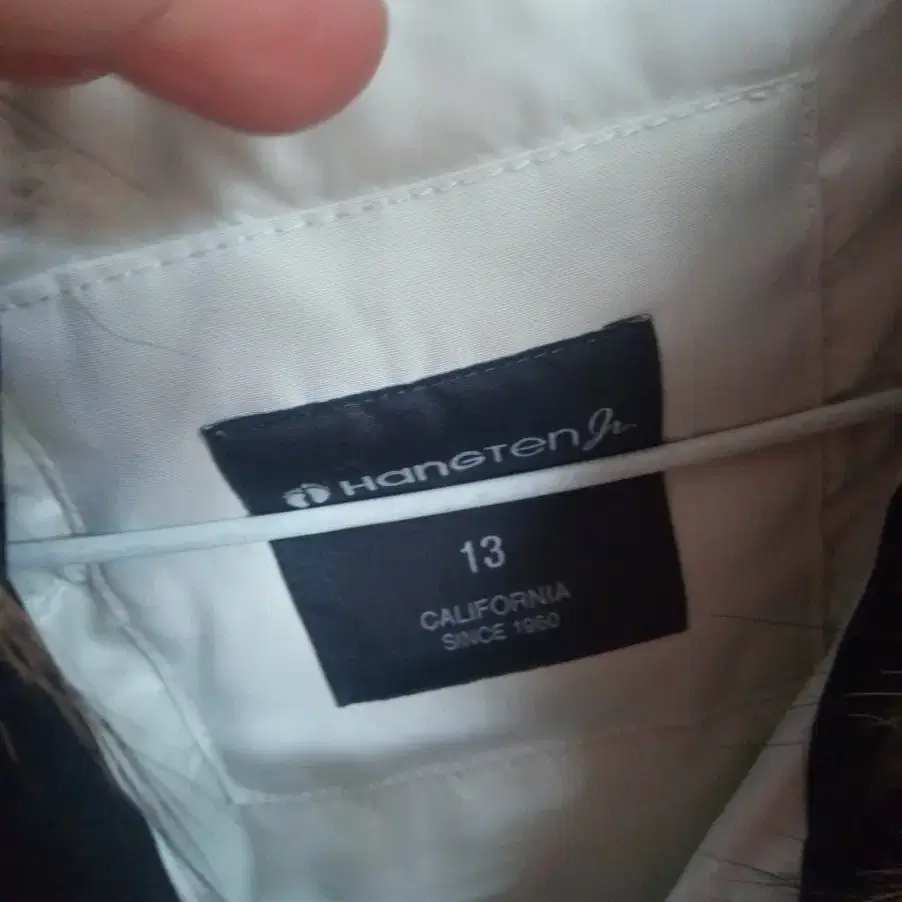 HANGTEN Jr
13
CALIFORNIA
SINCE 1960